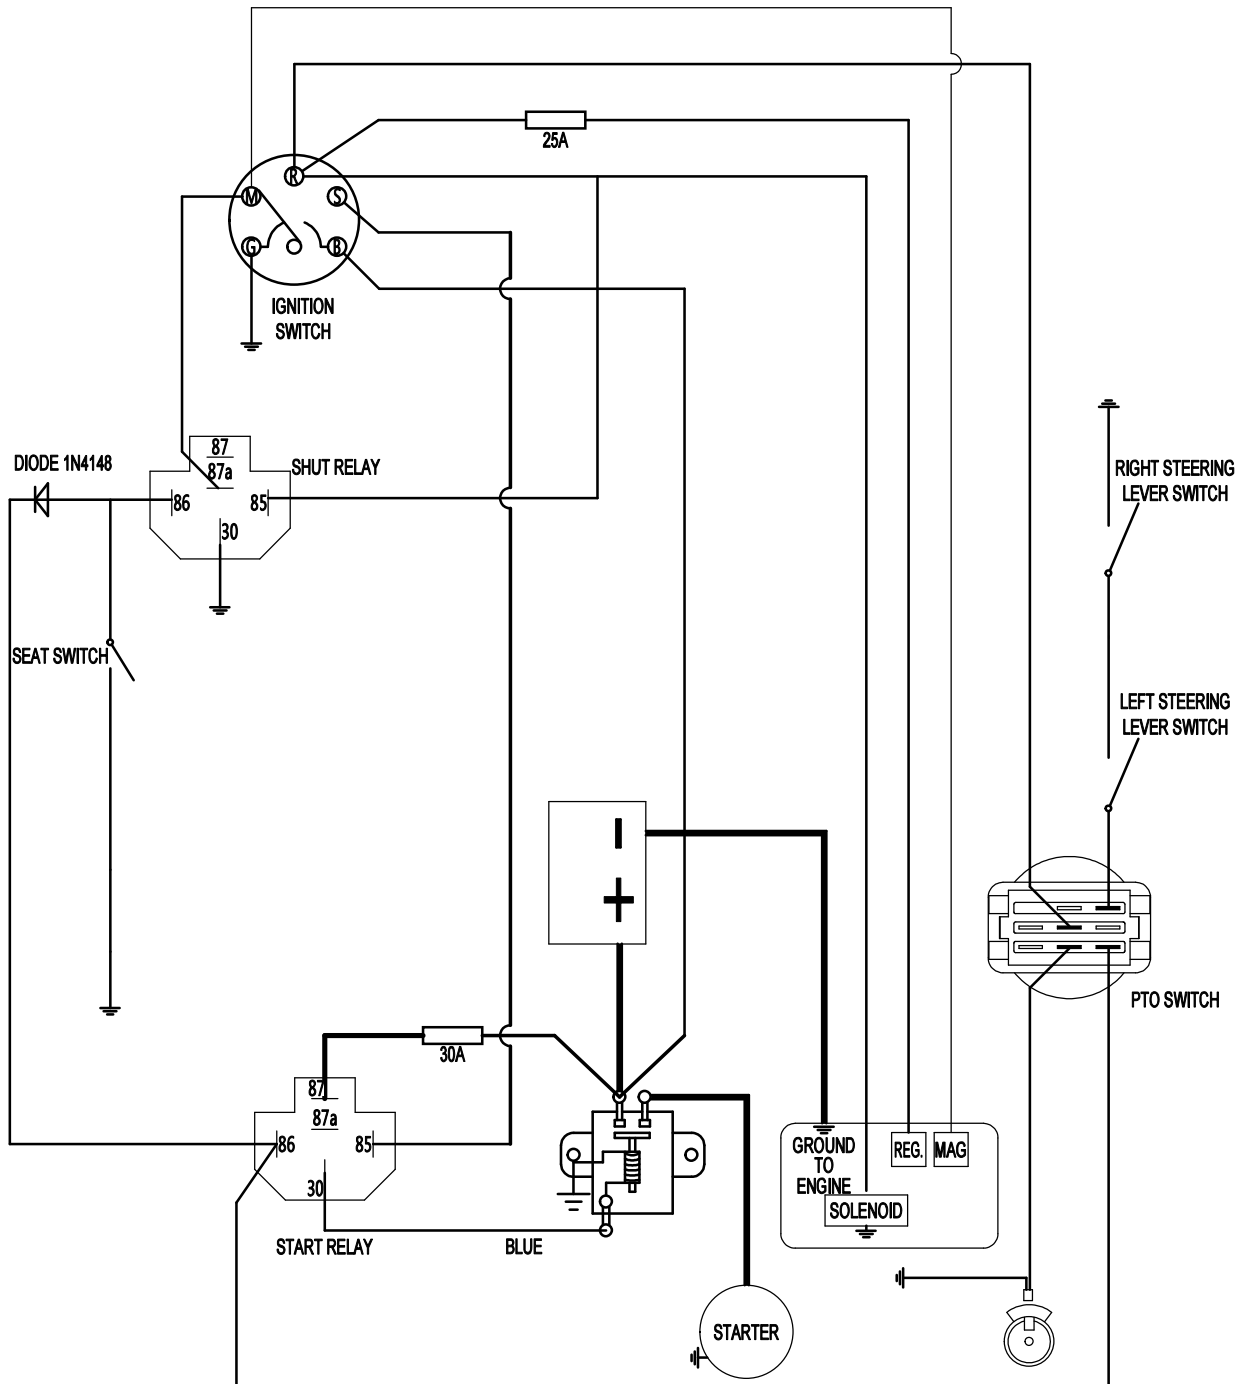 25A
R
M
S
G
B
IGNITION
SWITCH
DIODE 1N4148
87
87a
86
85
30
SHUT RELAY
RIGHT STEERING
LEVER SWITCH
SEAT SWITCH
LEFT STEERING
LEVER SWITCH
-
+
PTO SWITCH
30A
87
87a
86
85
30
START RELAY
BLUE
GROUND
TO
ENGINE
REG.
MAG
SOLENOID
STARTER